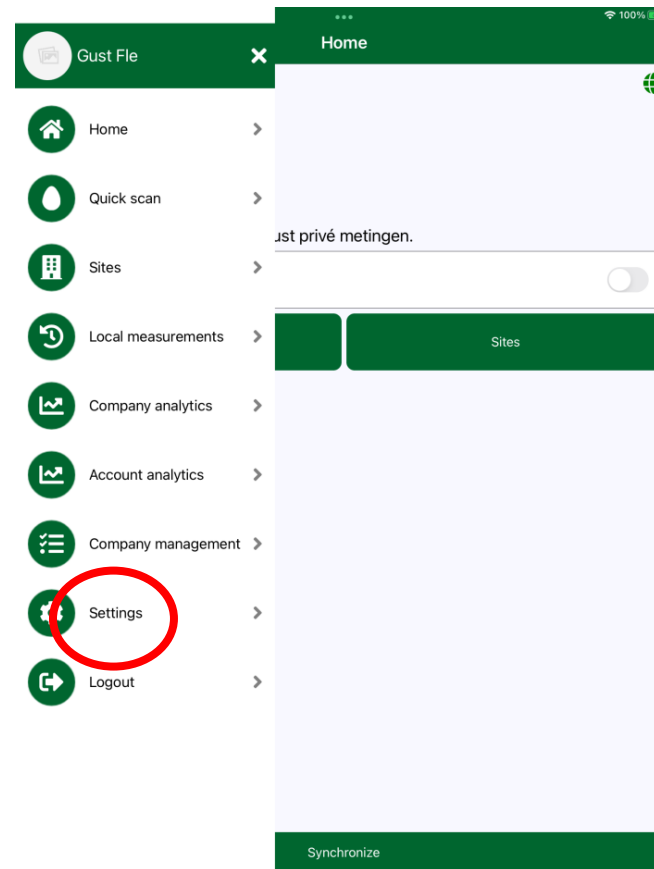 100%
Home
Gust Fle
Home
Quick scan
Sites
ust privé metingen.
Local measurements
Sites
Company analytics
Account analytics
Company management
Settings
Logout
Synchronize